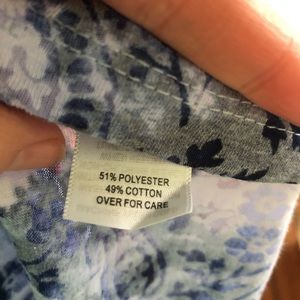 51% POLYESTER
49% COTTON
OVER FOR CARE